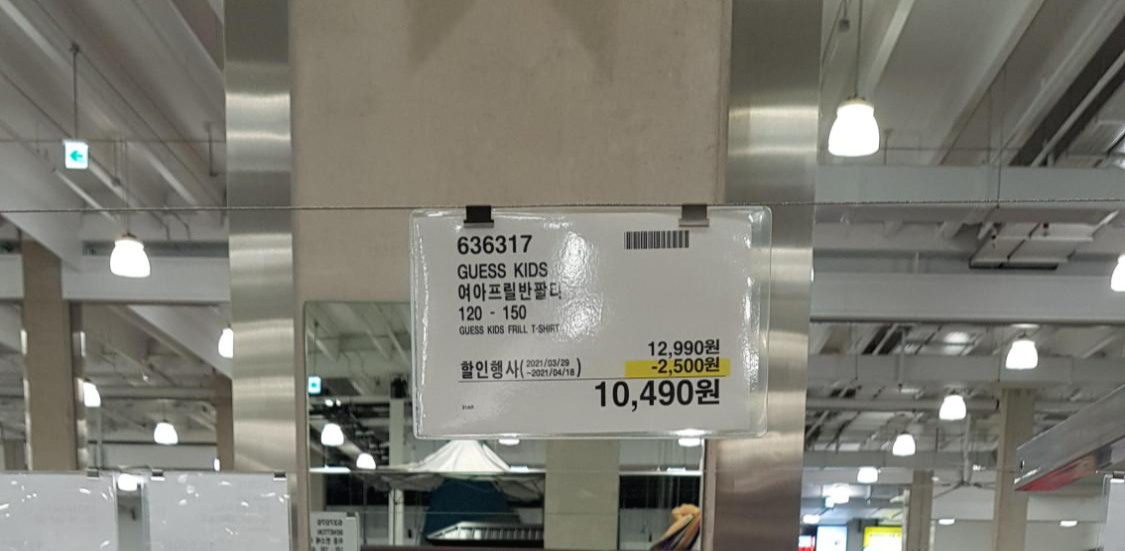 636317
GUESS KIDS
여아프릴반팔티
120 - 150
GUESS KIDS FRILL T-SHIRT
12,990원
할인행사( 2021/03/29 ~2021/04/18 ) -2,500원
10,490원